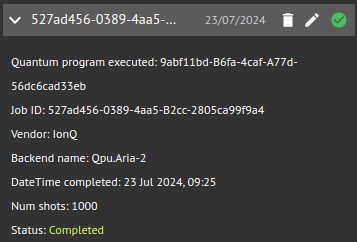 527ad456-0389-4aa5-... 23/07/2024
Quantum program executed: 9abf11bd-B6fa-4caf-A77d-
56dc6cad33eb
Job ID: 527ad456-0389-4aa5-B2cc-2805ca99f9a4
Vendor: IonQ
Backend name: Qpu.Aria-2
DateTime completed: 23 Jul 2024, 09:25
Num shots: 1000
Status: Completed